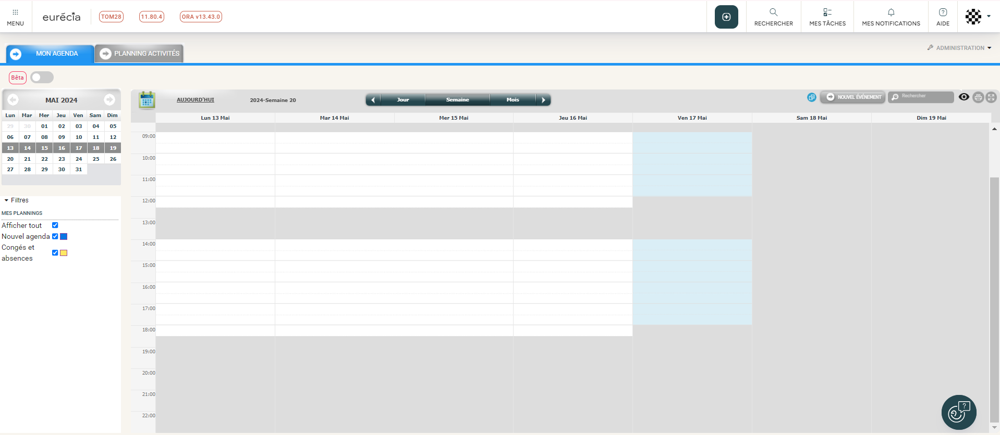 MENU
eurécia
TOM28
11.80.4
ORA v13.43.0
RECHERCHER
MES TÂCHES
MES NOTIFICATIONS
AIDE
MON AGENDA
PLANNING ACTIVITÉS
ADMINISTRATION
Bêta
MAI 2024
Lun Mar Mer Jeu Ven Sam Dim
29 30 01 02 03 04 05
06 07 08 09 10 11 12
13 14 15 16 17 18 19
20 21 22 23 24 25 26
27 28 29 30 31
Filtres
MES PLANNINGS
Afficher tout
Nouvel agenda
Congés et
absences
AUJOURD'HUI
2024-Semaine 20
Jour
Semaine
Mois
NOUVEL ÉVÉNEMENT
Rechercher
Lun 13 Mai
Mar 14 Mai
Mer 15 Mai
Jeu 16 Mai
Ven 17 Mai
Sam 18 Mai
Dim 19 Mai
09:00
10:00
11:00
12:00
13:00
14:00
15:00
16:00
17:00
18:00
19:00
20:00
21:00
22:00